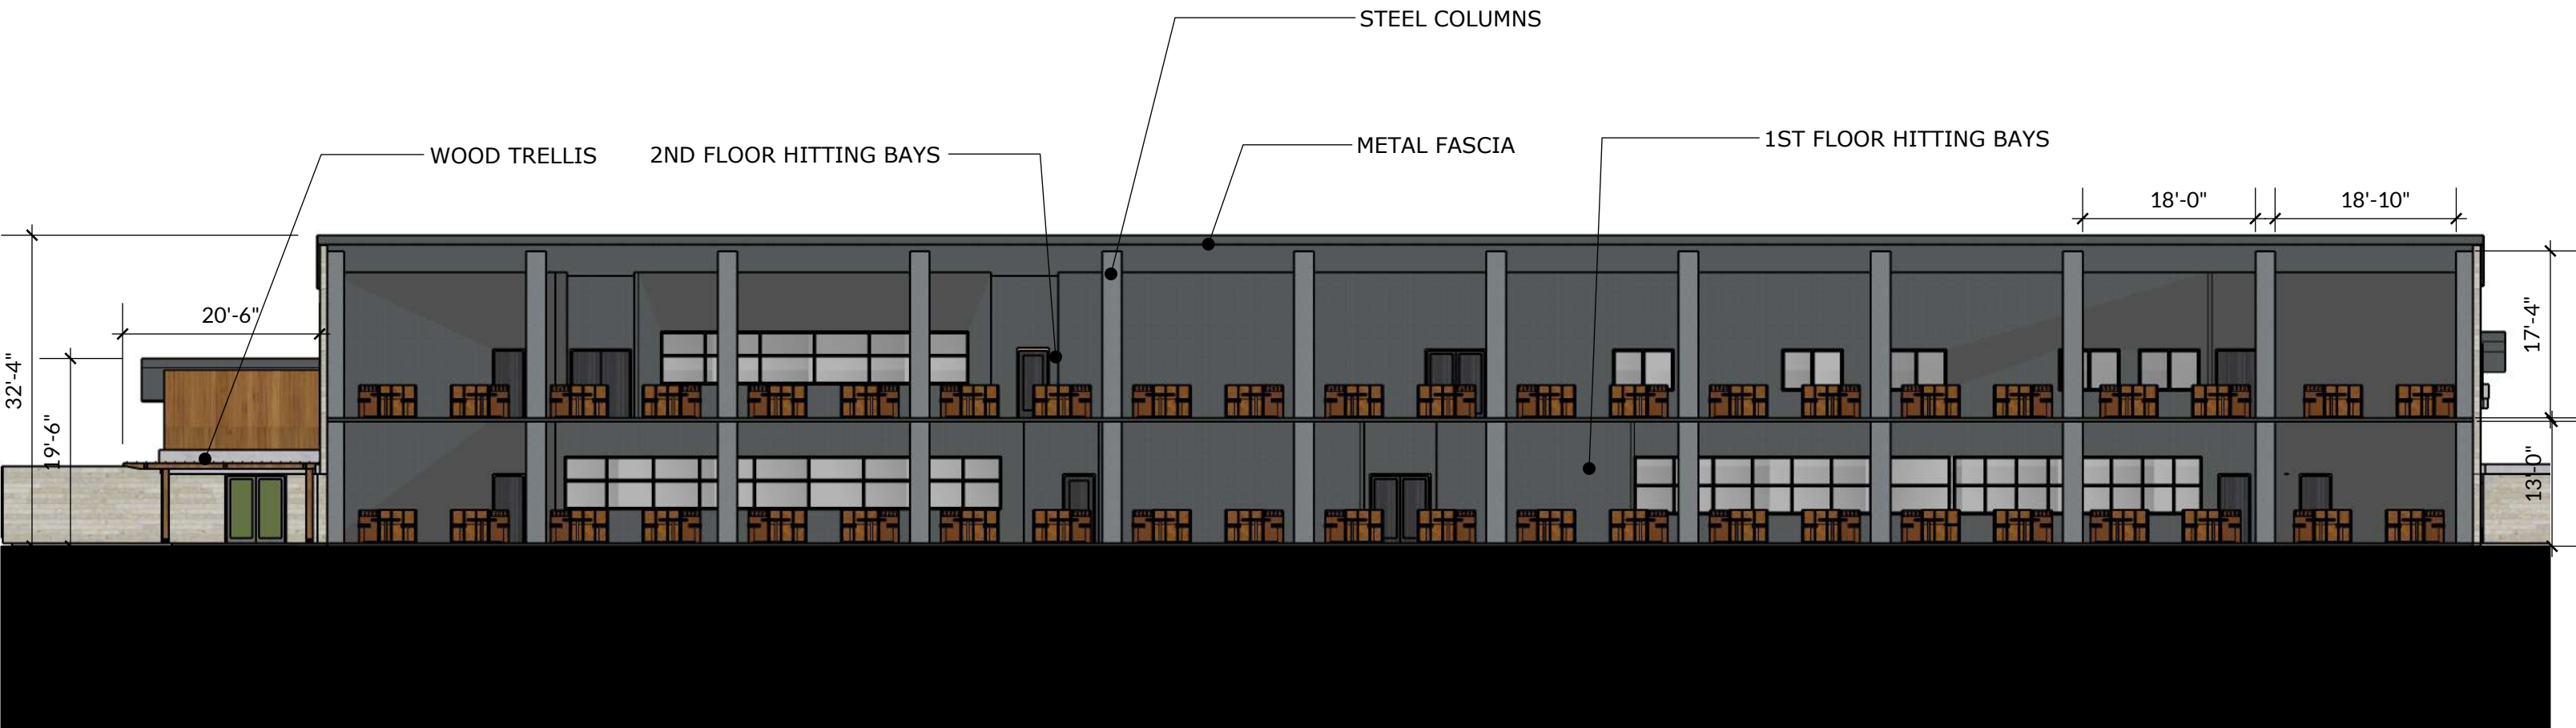 STEEL COLUMNS
WOOD TRELLIS
2ND FLOOR HITTING BAYS
METAL FASCIA
1ST FLOOR HITTING BAYS
18'-0"
18'-10"
20'-6"
32'-4"
19'-6"
17'-4"
13'-0"